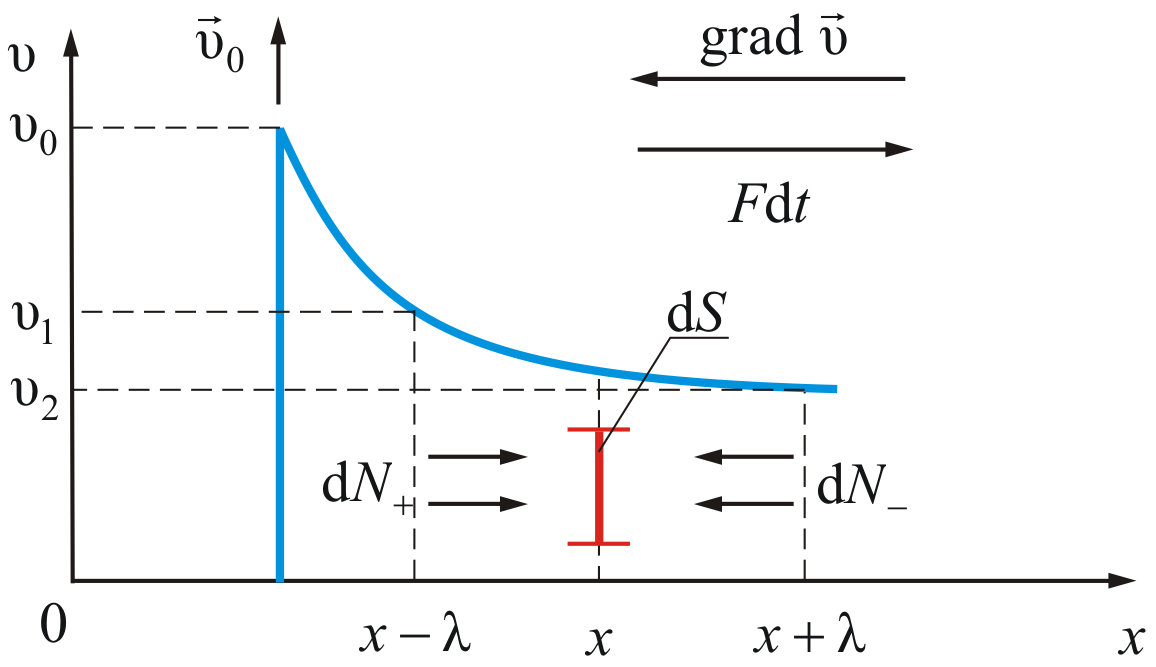 υ
υ⃗₀
grad υ⃗
υ₀
Fdt
υ₁
dS
υ₂
dN₊
dN₋
0
x − λ
x
x + λ
x